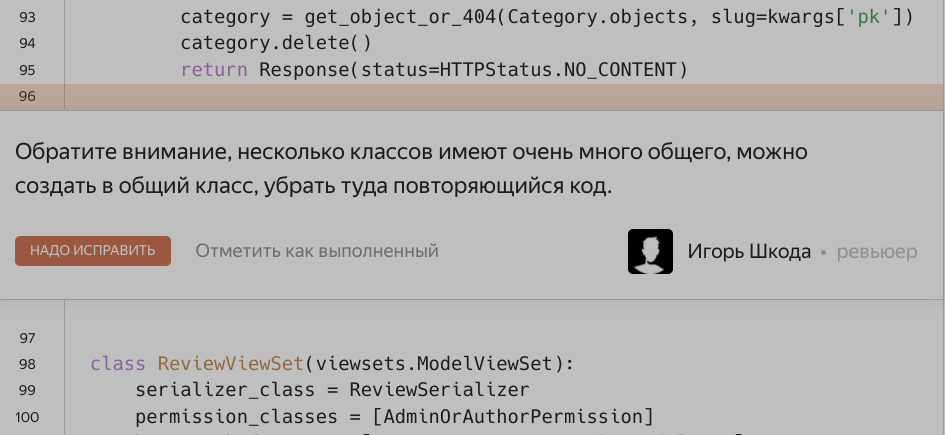 93 category = get_object_or_404(Category.objects, slug=kwargs['pk'])
94 category.delete()
95 return Response(status=HTTPStatus.NO_CONTENT)
96
Обратите внимание, несколько классов имеют очень много общего, можно
создать в общий класс, убрать туда повторяющийся код.
НАДО ИСПРАВИТЬ Отметить как выполненный Игорь Шкода • ревьюер
97
98 class ReviewViewSet(viewsets.ModelViewSet):
99 serializer_class = ReviewSerializer
100 permission_classes = [AdminOrAuthorPermission]